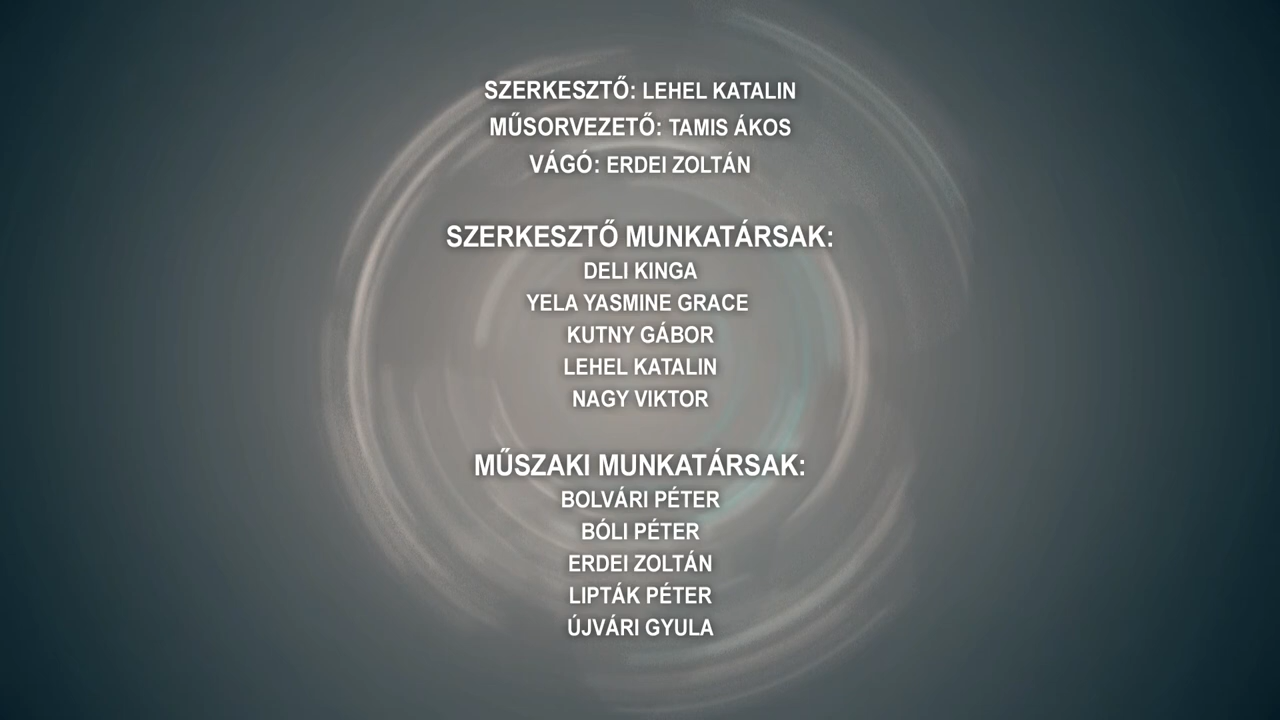 SZERKESZTŐ: LEHEL KATALIN
MŰSORVEZETŐ: TAMIS ÁKOS
VÁGÓ: ERDEI ZOLTÁN
SZERKESZTŐ MUNKATÁRSAK:
DELI KINGA
YELA YASMINE GRACE
KUTNY GÁBOR
LEHEL KATALIN
NAGY VIKTOR
MŰSZAKI MUNKATÁRSAK:
BOLVÁRI PÉTER
BÓLI PÉTER
ERDEI ZOLTÁN
LIPTÁK PÉTER
ÚJVÁRI GYULA